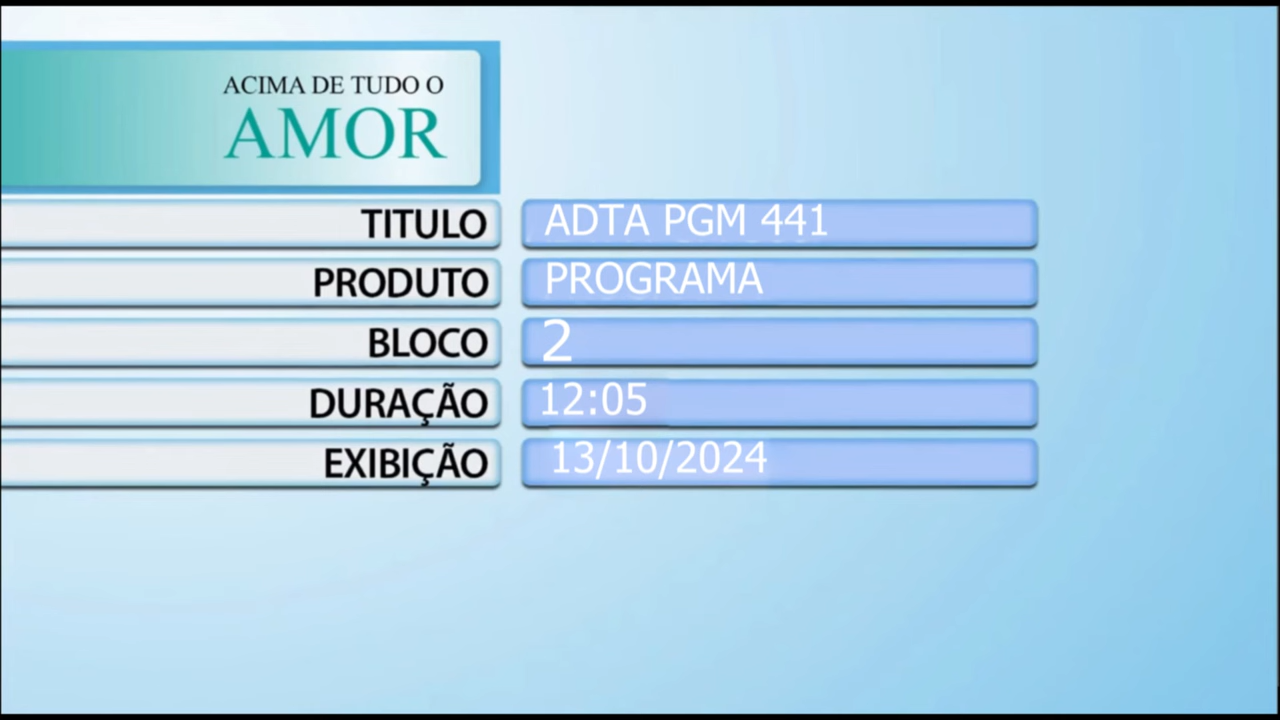 ACIMA DE TUDO O
AMOR
TITULO ADTA PGM 441
PRODUTO PROGRAMA
BLOCO 2
DURAÇÃO 12:05
EXIBIÇÃO 13/10/2024